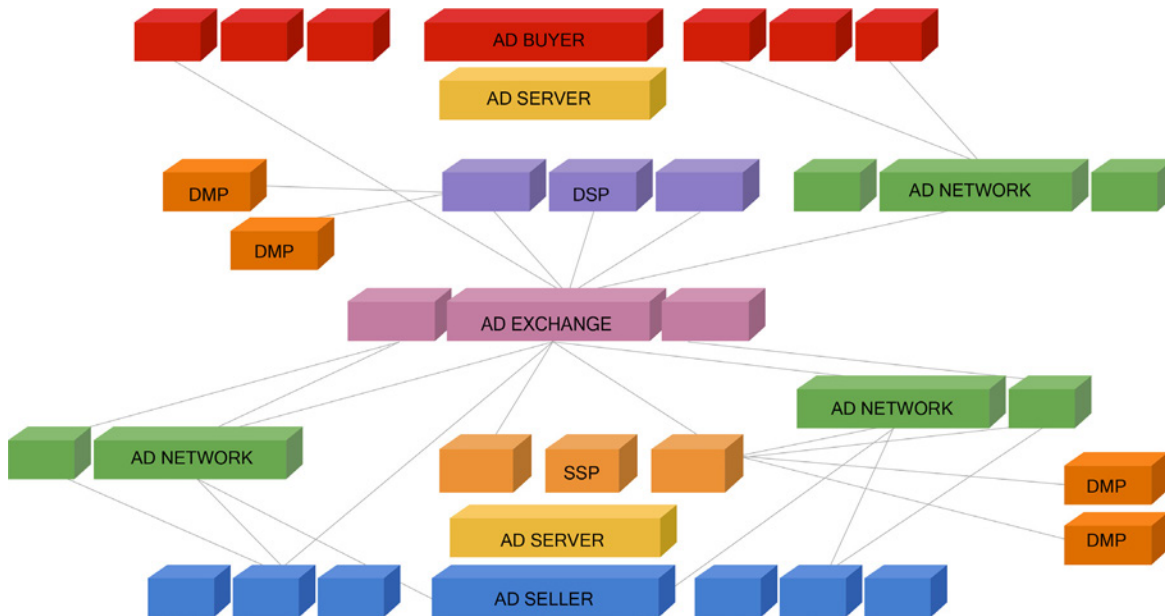 AD BUYER
AD SERVER
DMP
DSP
AD NETWORK
DMP
AD EXCHANGE
AD NETWORK
AD NETWORK
SSP
DMP
AD SERVER
DMP
AD SELLER